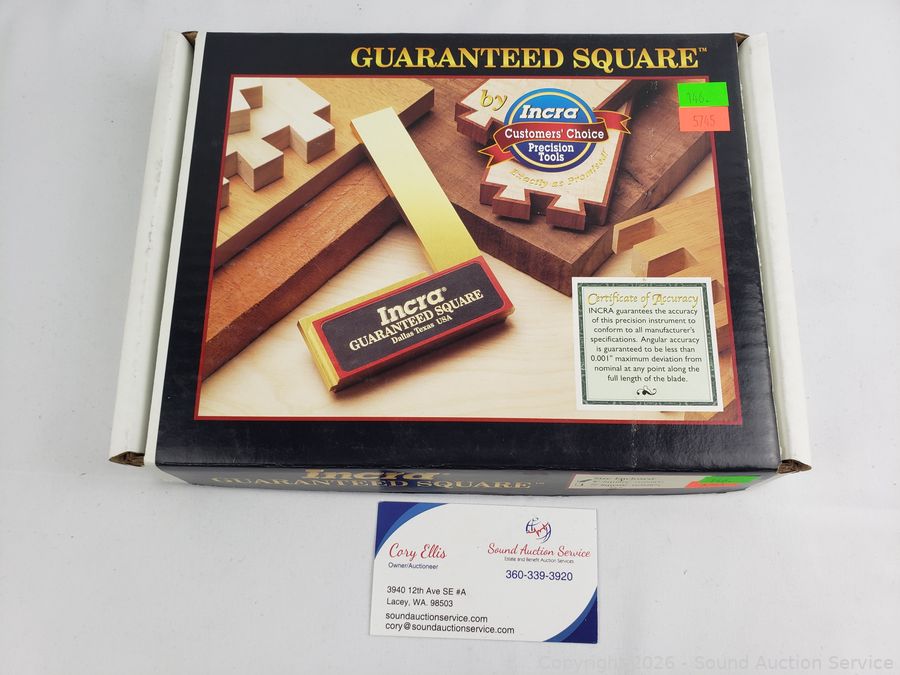 GUARANTEED SQUARE™
by
Incra
Customers' Choice
Precision
Tools
Exactly as Promised!
146.
5745
Incra®
GUARANTEED SQUARE
Dallas Texas USA
Certificate of Accuracy
INCRA guarantees the accuracy
of this precision instrument to
conform to all manufacturer's
specifications. Angular accuracy
is guaranteed to be less than
0.001" maximum deviation from
nominal at any point along the
full length of the blade.
Incra
GUARANTEED SQUARE™
Cory Ellis
Owner/Auctioneer
Sound Auction Service
Estate and Benefit Auction Services
360-339-3920
3940 12th Ave SE #A
Lacey, WA. 98503
soundauctionservice.com
cory@soundauctionservice.com
Copyright 2026 - Sound Auction Service